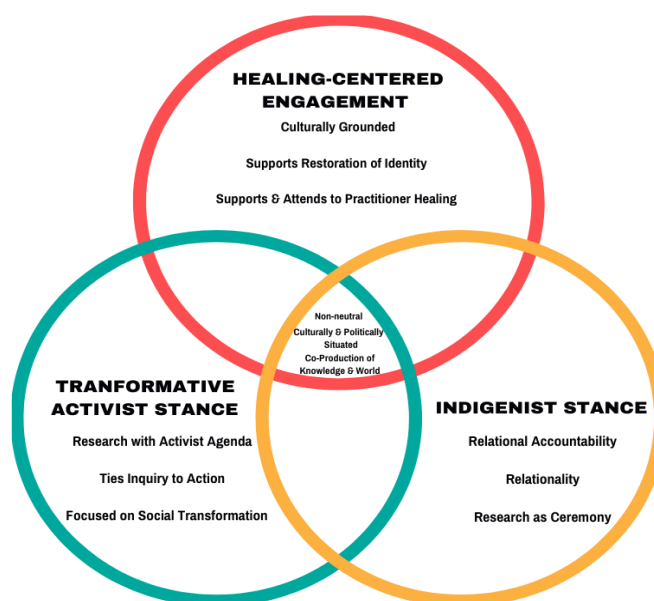 HEALING-CENTERED
ENGAGEMENT
Culturally Grounded
Supports Restoration of Identity
Supports & Attends to Practitioner Healing
Non-neutral
Culturally & Politically
Situated
Co-Production of
Knowledge & World
TRANFORMATIVE
ACTIVIST STANCE
Research with Activist Agenda
Ties Inquiry to Action
Focused on Social Transformation
INDIGENIST STANCE
Relational Accountability
Relationality
Research as Ceremony